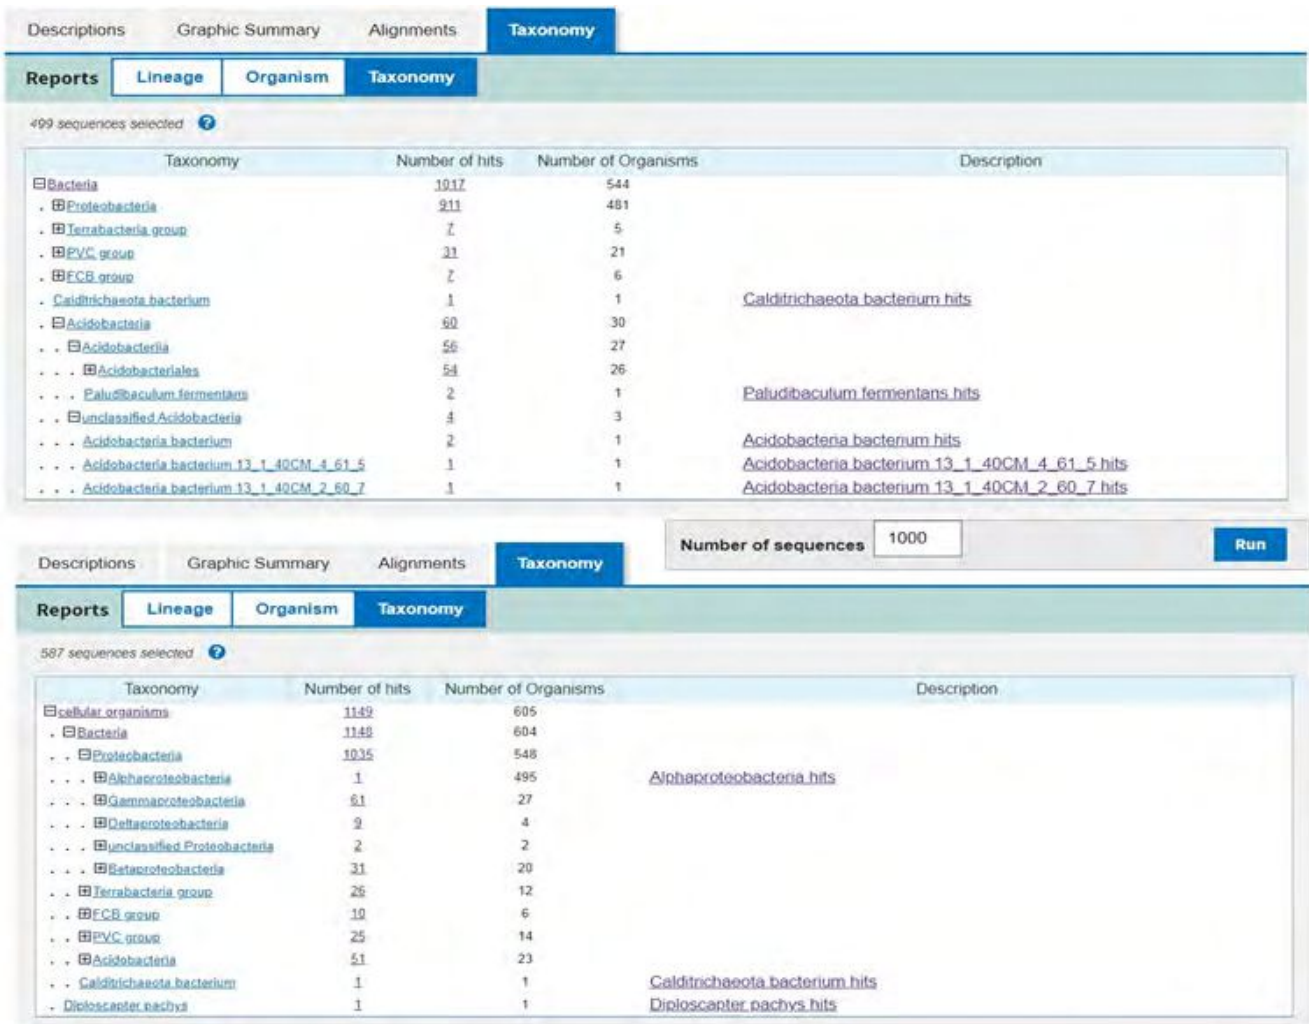 Descriptions Graphic Summary Alignments Taxonomy
Reports Lineage Organism Taxonomy
499 sequences selected ?
Taxonomy Number of hits Number of Organisms Description
Bacteria 1017 544
. Proteobacteria 911 481
. Terrabacteria group 7 5
. PVC group 31 21
. FCB group 7 6
. Calditrichaeota bacterium 1 1 Calditrichaeota bacterium hits
. Acidobacteria 60 30
. . Acidobacteriia 56 27
. . . Acidobacteriales 54 26
. . . Paludibaculum fermentans 2 1 Paludibaculum fermentans hits
. . unclassified Acidobacteria 4 3
. . . Acidobacteria bacterium 2 1 Acidobacteria bacterium hits
. . . Acidobacteria bacterium 13_1_40CM_4_61_5 1 1 Acidobacteria bacterium 13_1_40CM_4_61_5 hits
. . . Acidobacteria bacterium 13_1_40CM_2_60_7 1 1 Acidobacteria bacterium 13_1_40CM_2_60_7 hits
Number of sequences 1000 Run
Descriptions Graphic Summary Alignments Taxonomy
Reports Lineage Organism Taxonomy
587 sequences selected ?
Taxonomy Number of hits Number of Organisms Description
cellular organisms 1149 605
. Bacteria 1148 604
. . Proteobacteria 1035 548
. . . Alphaproteobacteria 1 495 Alphaproteobacteria hits
. . . Gammaproteobacteria 61 27
. . . Deltaproteobacteria 9 4
. . . unclassified Proteobacteria 2 2
. . . Betaproteobacteria 31 20
. . Terrabacteria group 26 12
. . FCB group 10 6
. . PVC group 25 14
. . Acidobacteria 51 23
. . Calditrichaeota bacterium 1 1 Calditrichaeota bacterium hits
. Diploscapter pachys 1 1 Diploscapter pachys hits